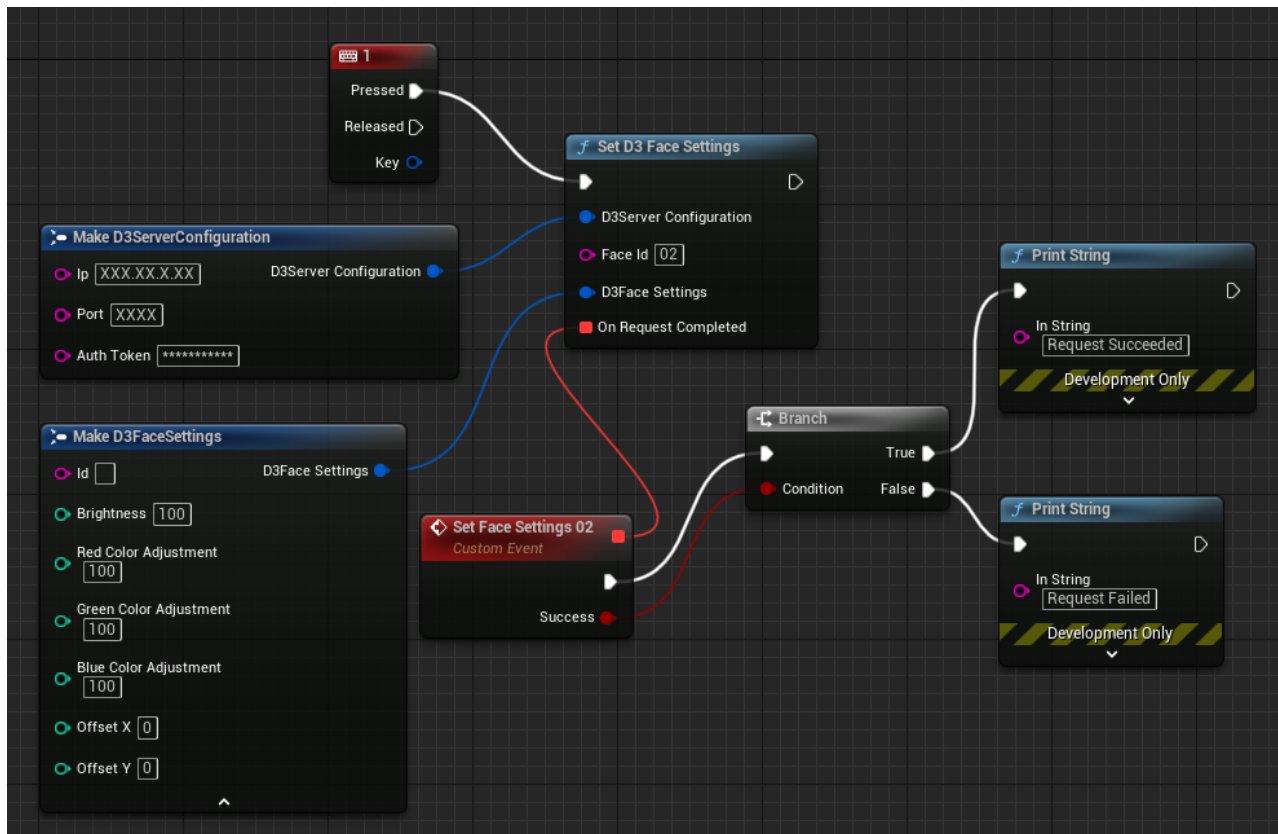 1
Pressed
Released
Key
Set D3 Face Settings
D3Server Configuration
Face Id 02
D3Face Settings
On Request Completed
Make D3ServerConfiguration
Ip XXX.XX.X.XX D3Server Configuration
Port XXXX
Auth Token ***********
Make D3FaceSettings
Id D3Face Settings
Brightness 100
Red Color Adjustment
100
Green Color Adjustment
100
Blue Color Adjustment
100
Offset X 0
Offset Y 0
Set Face Settings 02
Custom Event
Success
Branch
True
Condition False
Print String
In String
Request Succeeded
Development Only
Print String
In String
Request Failed
Development Only